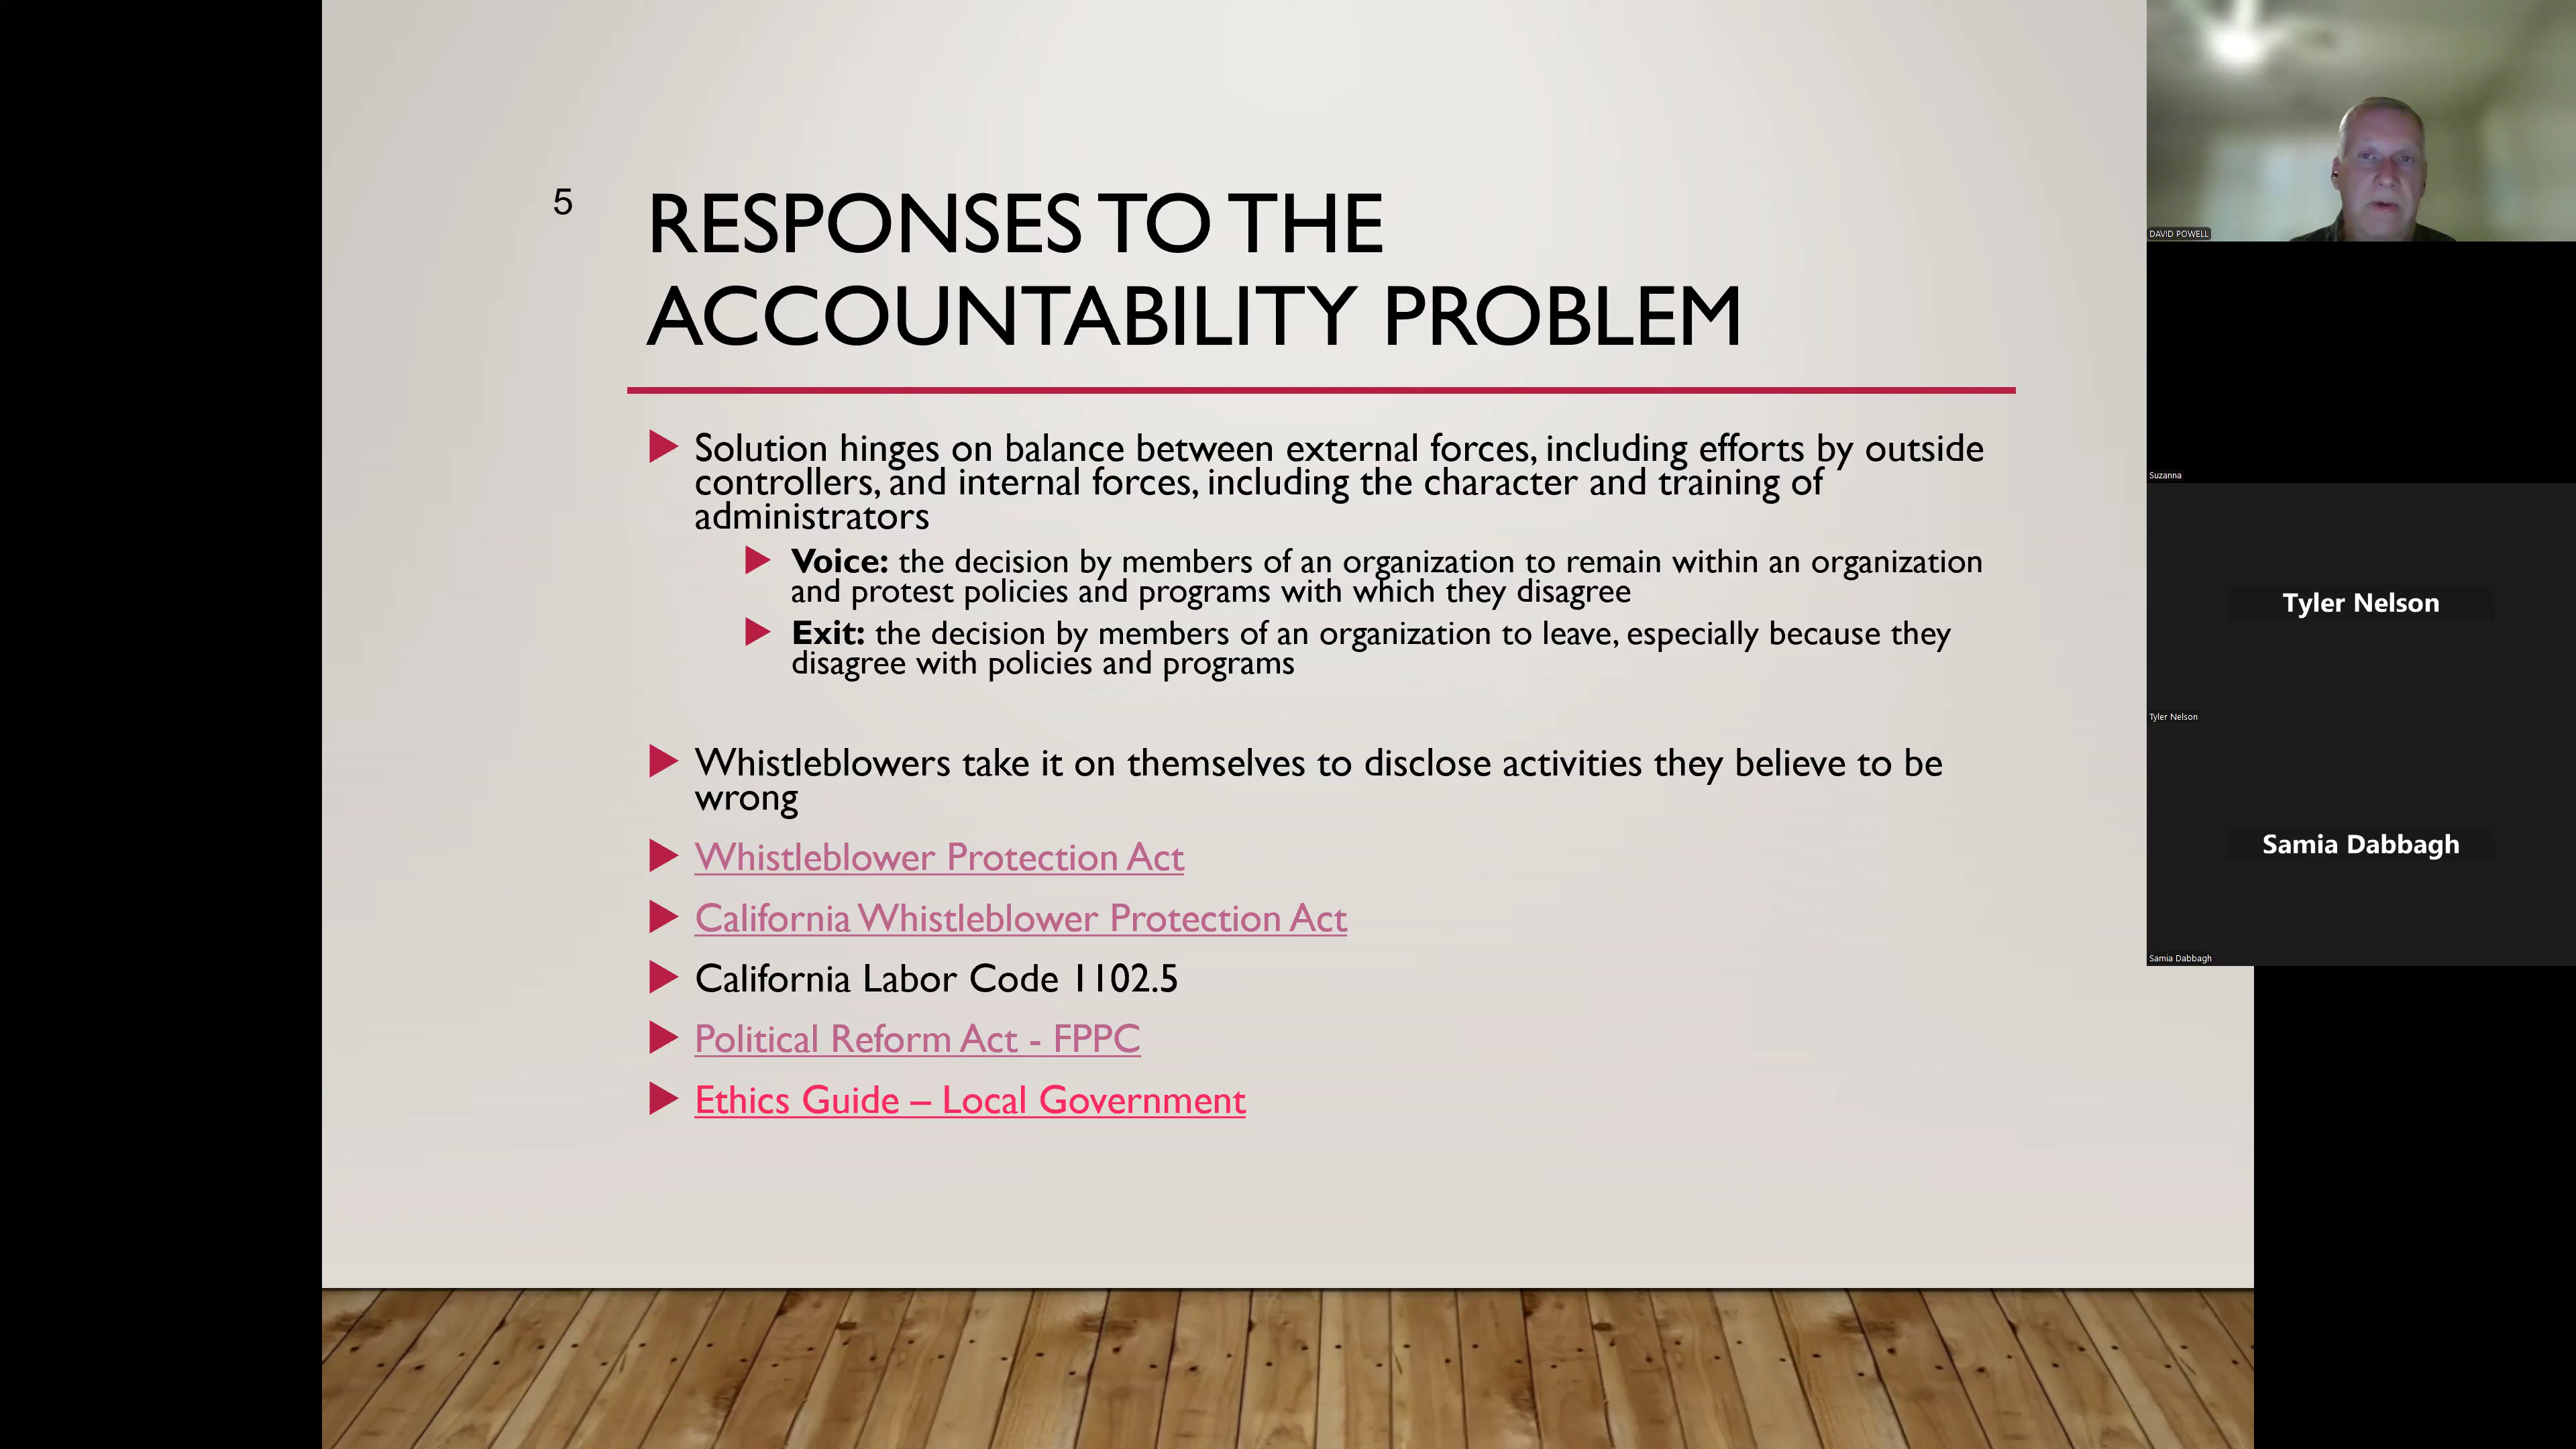 5
RESPONSES TO THE
ACCOUNTABILITY PROBLEM
Solution hinges on balance between external forces, including efforts by outside
controllers, and internal forces, including the character and training of
administrators
Voice: the decision by members of an organization to remain within an organization
and protest policies and programs with which they disagree
Exit: the decision by members of an organization to leave, especially because they
disagree with policies and programs
Whistleblowers take it on themselves to disclose activities they believe to be
wrong
Whistleblower Protection Act
California Whistleblower Protection Act
California Labor Code 1102.5
Political Reform Act - FPPC
Ethics Guide – Local Government
DAVID POWELL
Suzanna
Tyler Nelson
Tyler Nelson
Samia Dabbagh
Samia Dabbagh